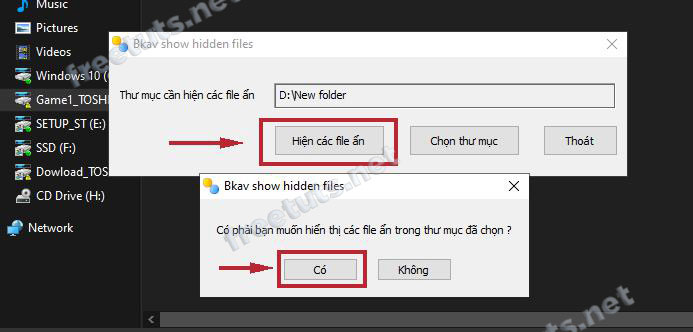 Music
Pictures
Videos
Windows 10 (
Game1_TOSHI
SETUP_ST (E:)
SSD (F:)
Dowload_TOS
CD Drive (H:)
Network
Bkav show hidden files
Thư mục cần hiện các file ẩn
D:\New folder
Hiện các file ẩn
Chọn thư mục
Thoát
Bkav show hidden files
Có phải bạn muốn hiển thị các file ẩn trong thư mục đã chọn ?
Có
Không
freetuts.net
freetuts.net
freetuts.net
freetuts.net